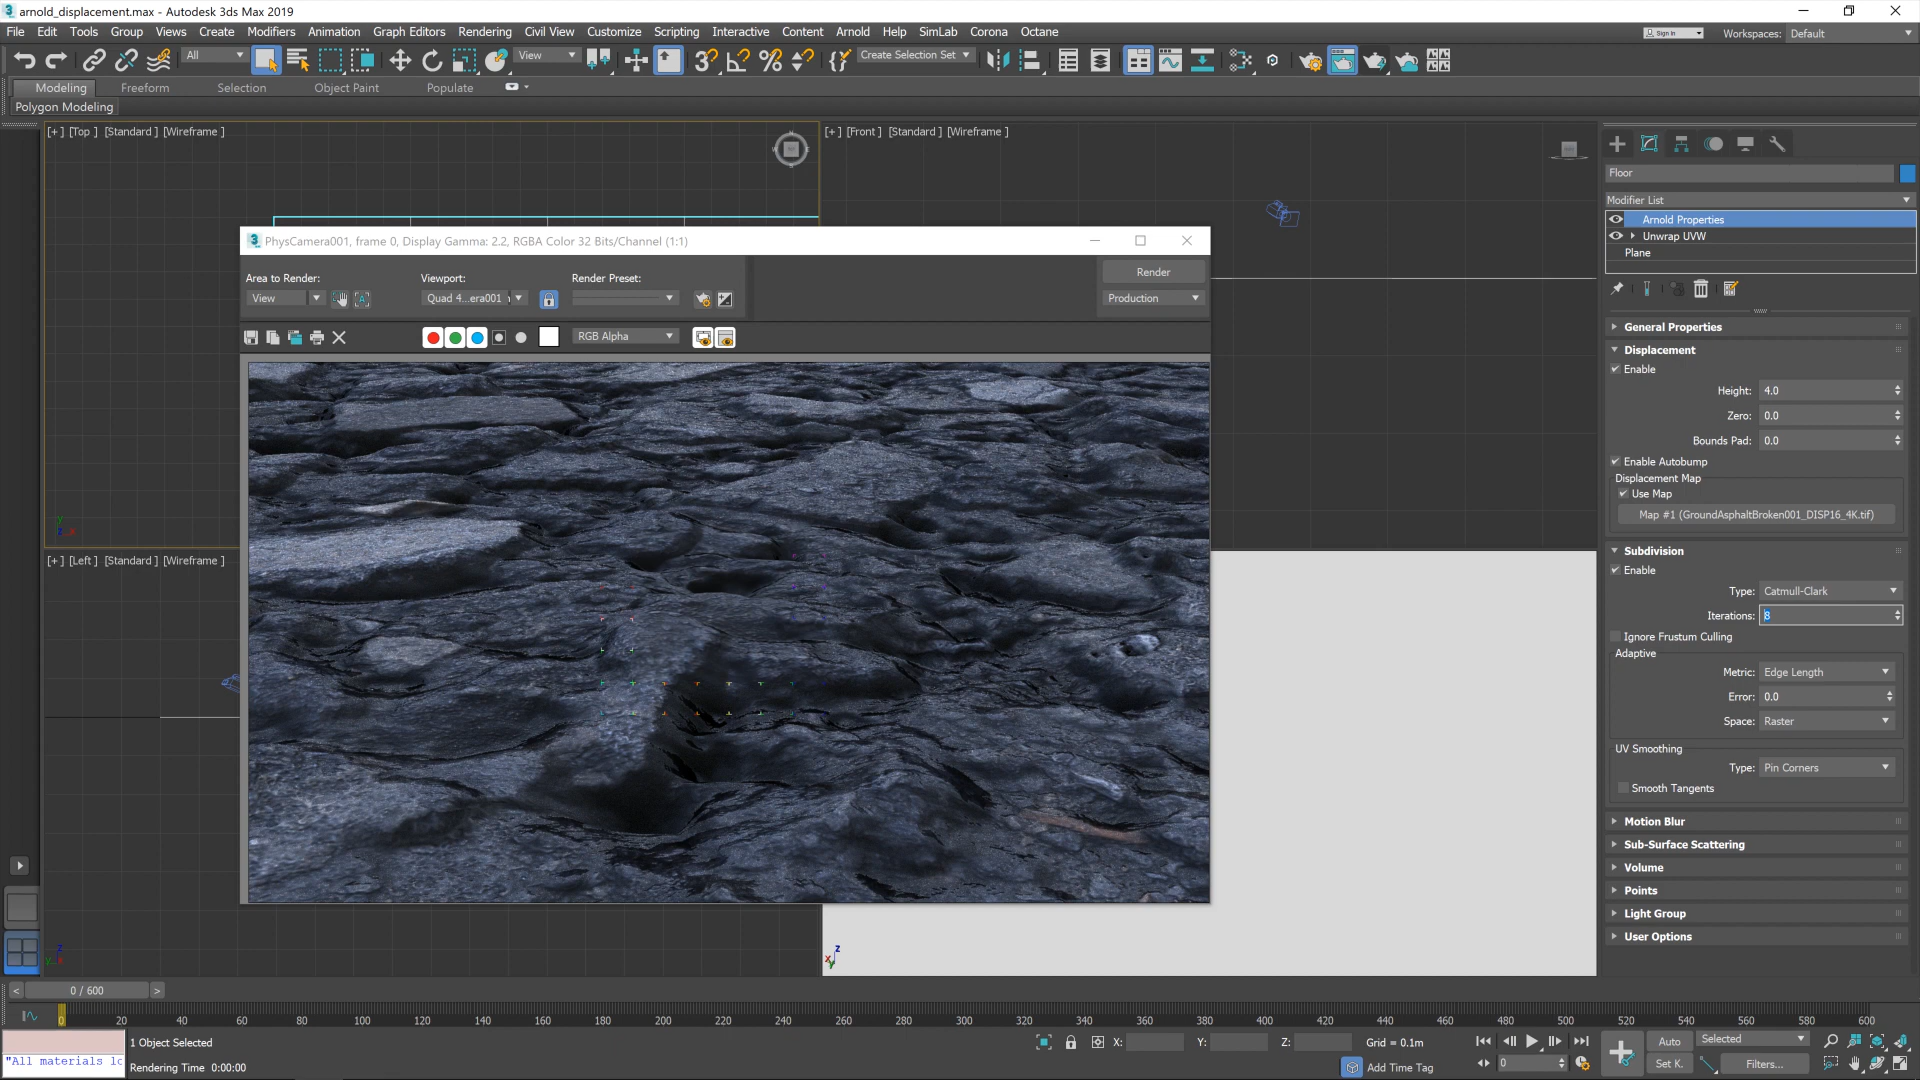 arnold_displacement.max - Autodesk 3ds Max 2019
File Edit Tools Group Views Create Modifiers Animation Graph Editors Rendering Civil View Customize Scripting Interactive Content Arnold Help SimLab Corona Octane
Sign In
Workspaces: Default
All
View
Create Selection Set
Modeling Freeform Selection Object Paint Populate
Polygon Modeling
[+] [Top ] [Standard ] [Wireframe ]
[+] [Front ] [Standard ] [Wireframe ]
[+] [Left ] [Standard ] [Wireframe ]
PhysCamera001, frame 0, Display Gamma: 2.2, RGBA Color 32 Bits/Channel (1:1)
Area to Render:
View
Viewport:
Quad 4...era001
Render Preset:
Render
Production
RGB Alpha
Floor
Modifier List
Arnold Properties
Unwrap UVW
Plane
General Properties
Displacement
Enable
Height: 4.0
Zero: 0.0
Bounds Pad: 0.0
Enable Autobump
Displacement Map
Use Map
Map #1 (GroundAsphaltBroken001_DISP16_4K.tif)
Subdivision
Enable
Type: Catmull-Clark
Iterations: 8
Ignore Frustum Culling
Adaptive
Metric: Edge Length
Error: 0.0
Space: Raster
UV Smoothing
Type: Pin Corners
Smooth Tangents
Motion Blur
Sub-Surface Scattering
Volume
Points
Light Group
User Options
< 0 / 600 >
0 20 40 60 80 100 120 140 160 180 200 220 240 260 280 300 320 340 360 380 400 420 440 460 480 500 520 540 560 580 600
"All materials lc
1 Object Selected
Rendering Time 0:00:00
X: Y: Z: Grid = 0.1m
Add Time Tag
0
Auto
Set K.
Selected
Filters...